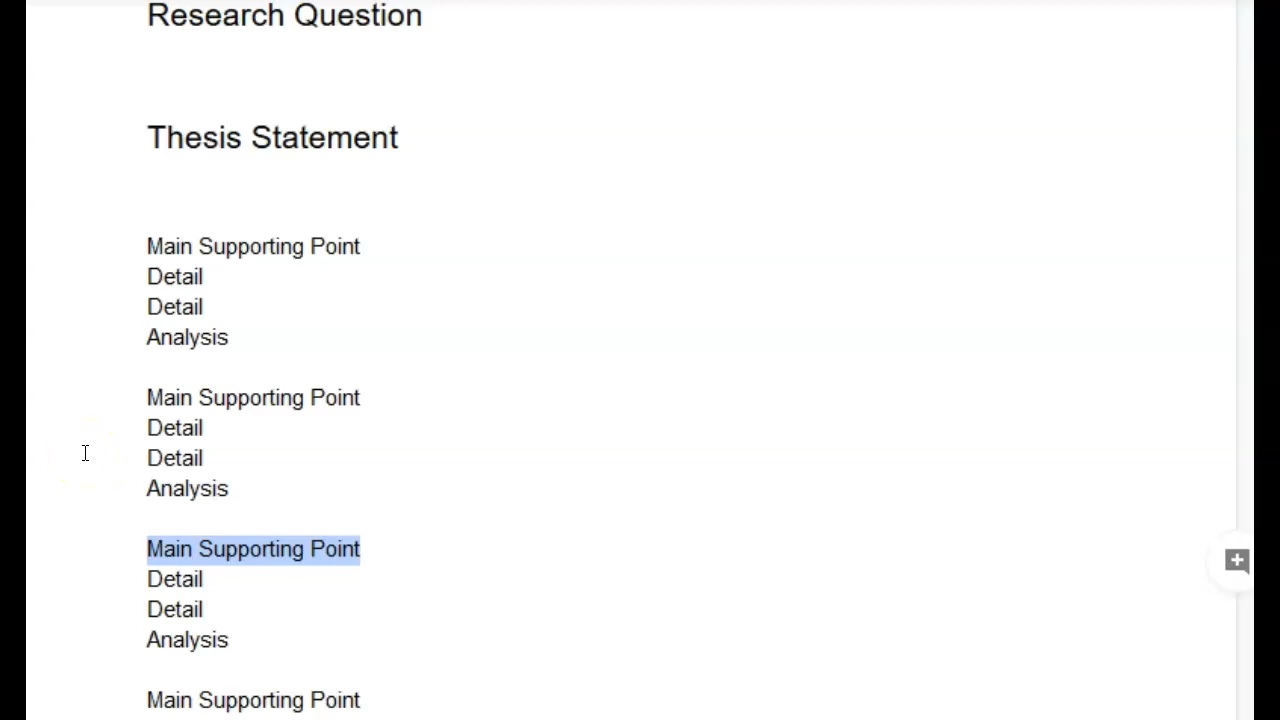 Research Question
Thesis Statement
Main Supporting Point
Detail
Detail
Analysis
Main Supporting Point
Detail
Detail
Analysis
Main Supporting Point
Detail
Detail
Analysis
Main Supporting Point